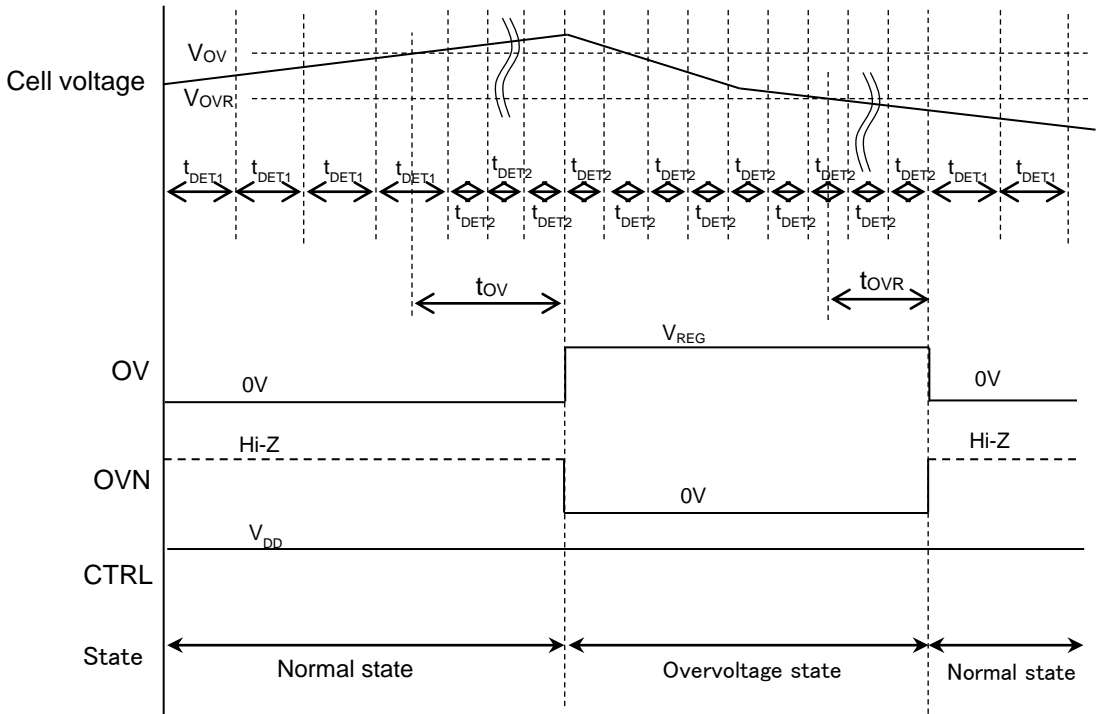 VOV
Cell voltage
VOVR
tDET1 tDET1 tDET1 tDET1 tDET2 tDET2 tDET2 tDET2 tDET2 tDET2 tDET1 tDET1
tDET2 tDET2 tDET2 tDET2 tDET2 tDET2
tOV tOVR
VREG
OV
0V 0V
Hi-Z Hi-Z
OVN
0V
VDD
CTRL
State
Normal state Overvoltage state Normal state